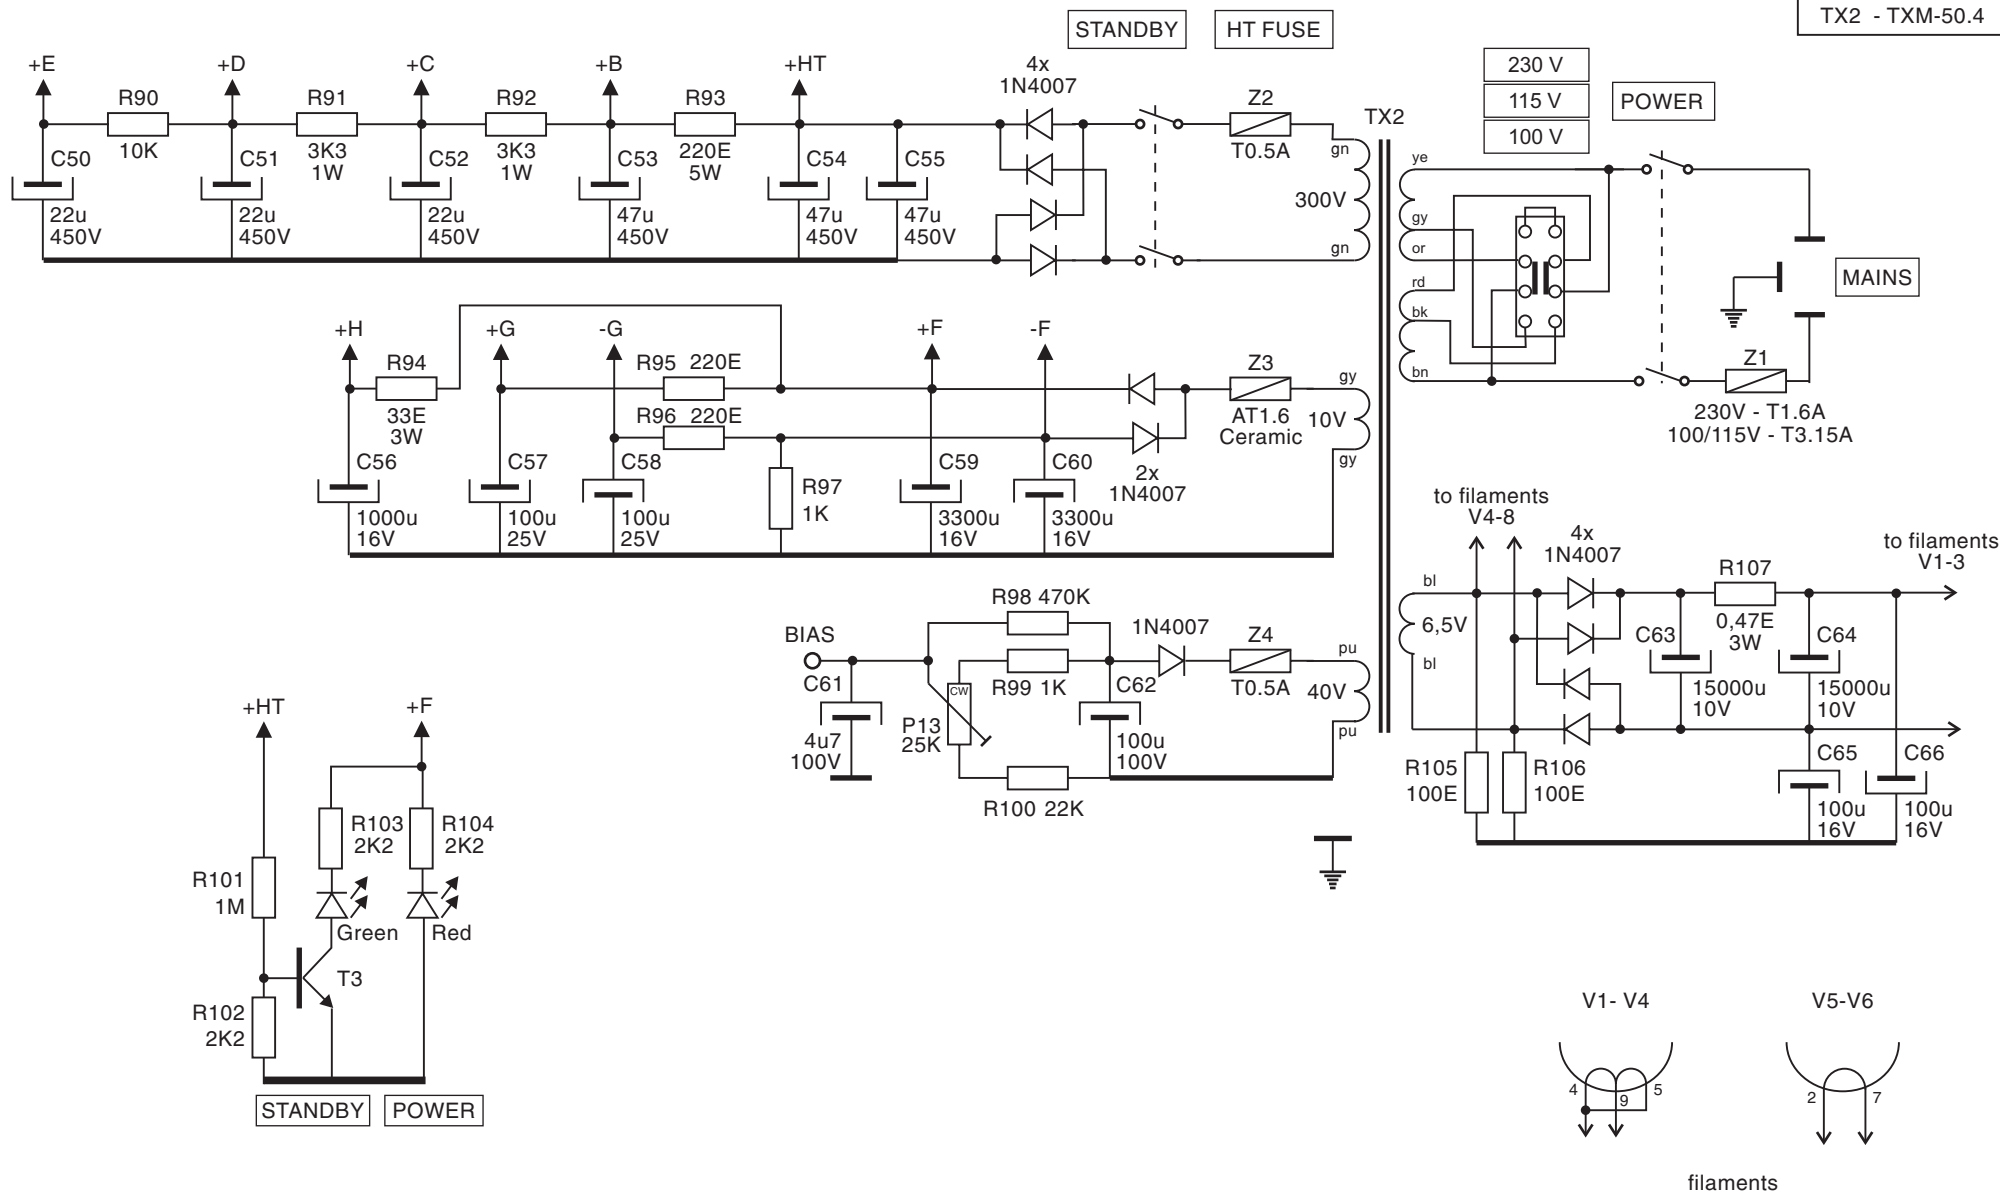 TX2 - TXM-50.4
STANDBY
HT FUSE
+E
+D
+C
+B
+HT
4x
1N4007
230 V
115 V
100 V
POWER
R90
R91
R92
R93
Z2
TX2
10K
3K3
1W
3K3
1W
220E
5W
T0.5A
gn
ye
C50
C51
C52
C53
C54
C55
300V
22u
450V
22u
450V
22u
450V
47u
450V
47u
450V
47u
450V
gn
gy
or
rd
bk
bn
MAINS
+H
+G
-G
+F
-F
R94
R95 220E
Z3
gy
Z1
33E
3W
R96 220E
AT1.6
Ceramic
10V
gy
230V - T1.6A
100/115V - T3.15A
C56
C57
C58
R97
1K
C59
C60
2x
1N4007
1000u
16V
100u
25V
100u
25V
3300u
16V
3300u
16V
to filaments
V4-8
4x
1N4007
to filaments
V1-3
bl
R107
6,5V
0,47E
3W
C63
C64
bl
15000u
10V
15000u
10V
R98 470K
BIAS
1N4007
Z4
pu
C61
CW
R99 1K
C62
T0.5A
40V
P13
25K
4u7
100V
100u
100V
pu
R100 22K
R105
100E
R106
100E
C65
C66
100u
16V
100u
16V
+HT
+F
R103
2K2
R104
2K2
R101
1M
Green
Red
T3
R102
2K2
STANDBY
POWER
V1- V4
V5-V6
4
9
5
2
7
filaments